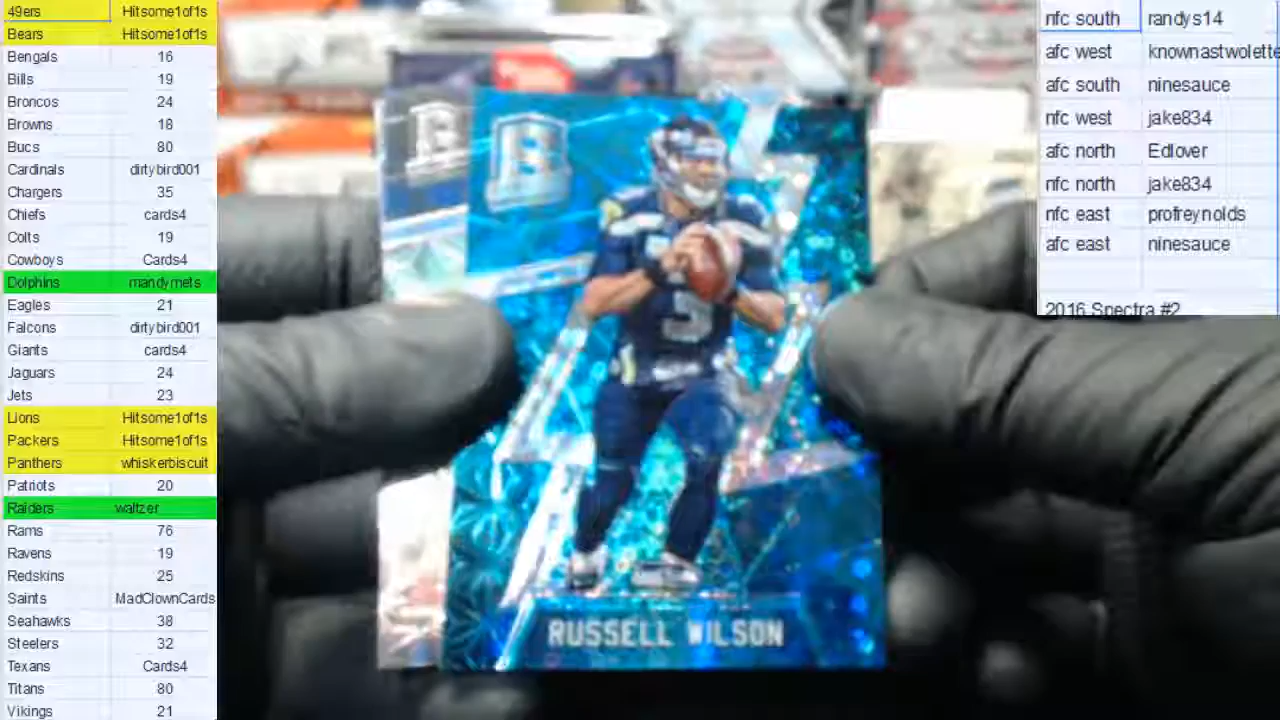 49ers Hitsome1of1s
Bears Hitsome1of1s
Bengals 16
Bills 19
Broncos 24
Browns 18
Bucs 80
Cardinals dirtybird001
Chargers 35
Chiefs cards4
Colts 19
Cowboys Cards4
Dolphins mandymets
Eagles 21
Falcons dirtybird001
Giants cards4
Jaguars 24
Jets 23
Lions Hitsome1of1s
Packers Hitsome1of1s
Panthers whiskerbiscuit
Patriots 20
Raiders waltzer
Rams 76
Ravens 19
Redskins 25
Saints MadClownCards
Seahawks 38
Steelers 32
Texans Cards4
Titans 80
Vikings 21
3
RUSSELL WILSON
nfc south randys14
afc west knownastwolette
afc south ninesauce
nfc west jake834
afc north Edlover
nfc north jake834
nfc east profreynolds
afc east ninesauce
2016 Spectra #2